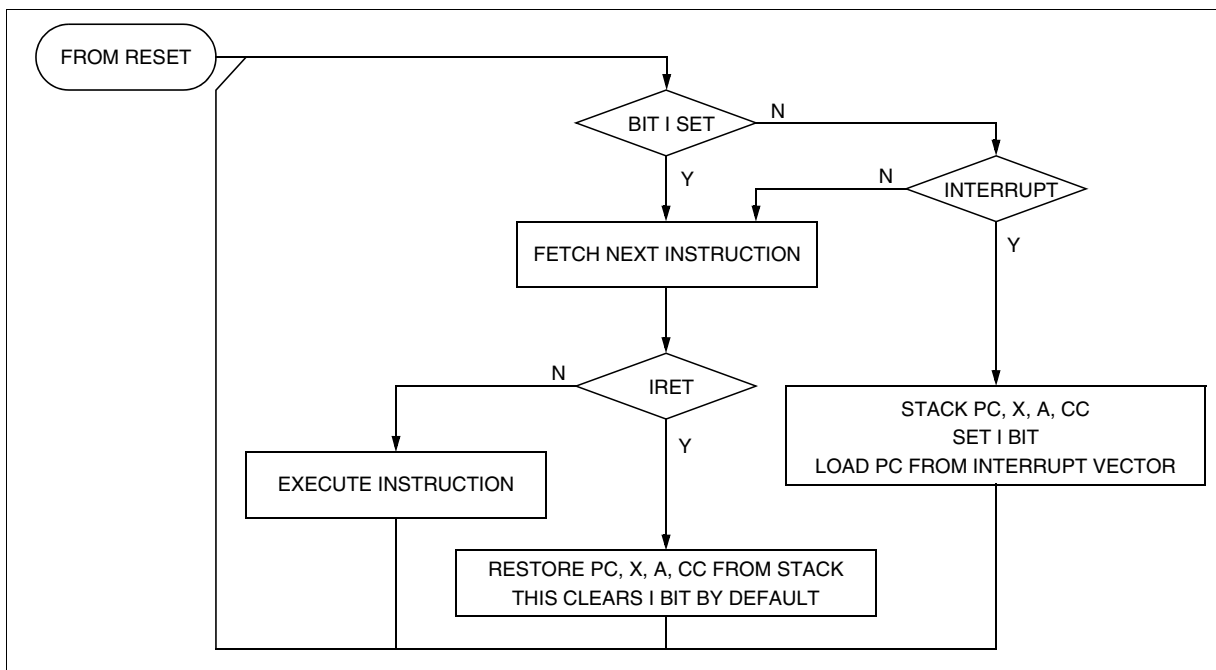 FROM RESET
BIT I SET
N
Y
N
INTERRUPT
Y
FETCH NEXT INSTRUCTION
N
IRET
Y
STACK PC, X, A, CC
SET I BIT
LOAD PC FROM INTERRUPT VECTOR
EXECUTE INSTRUCTION
RESTORE PC, X, A, CC FROM STACK
THIS CLEARS I BIT BY DEFAULT